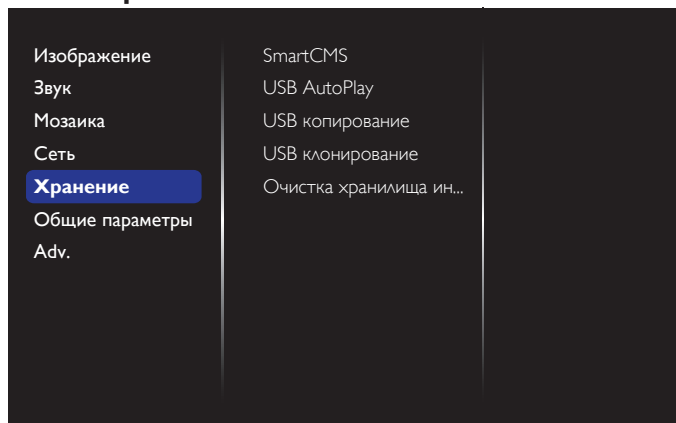 Изображение
Звук
Мозаика
Сеть
Хранение
Общие параметры
Adv.
SmartCMS
USB AutoPlay
USB копирование
USB клонирование
Очистка хранилища ин...